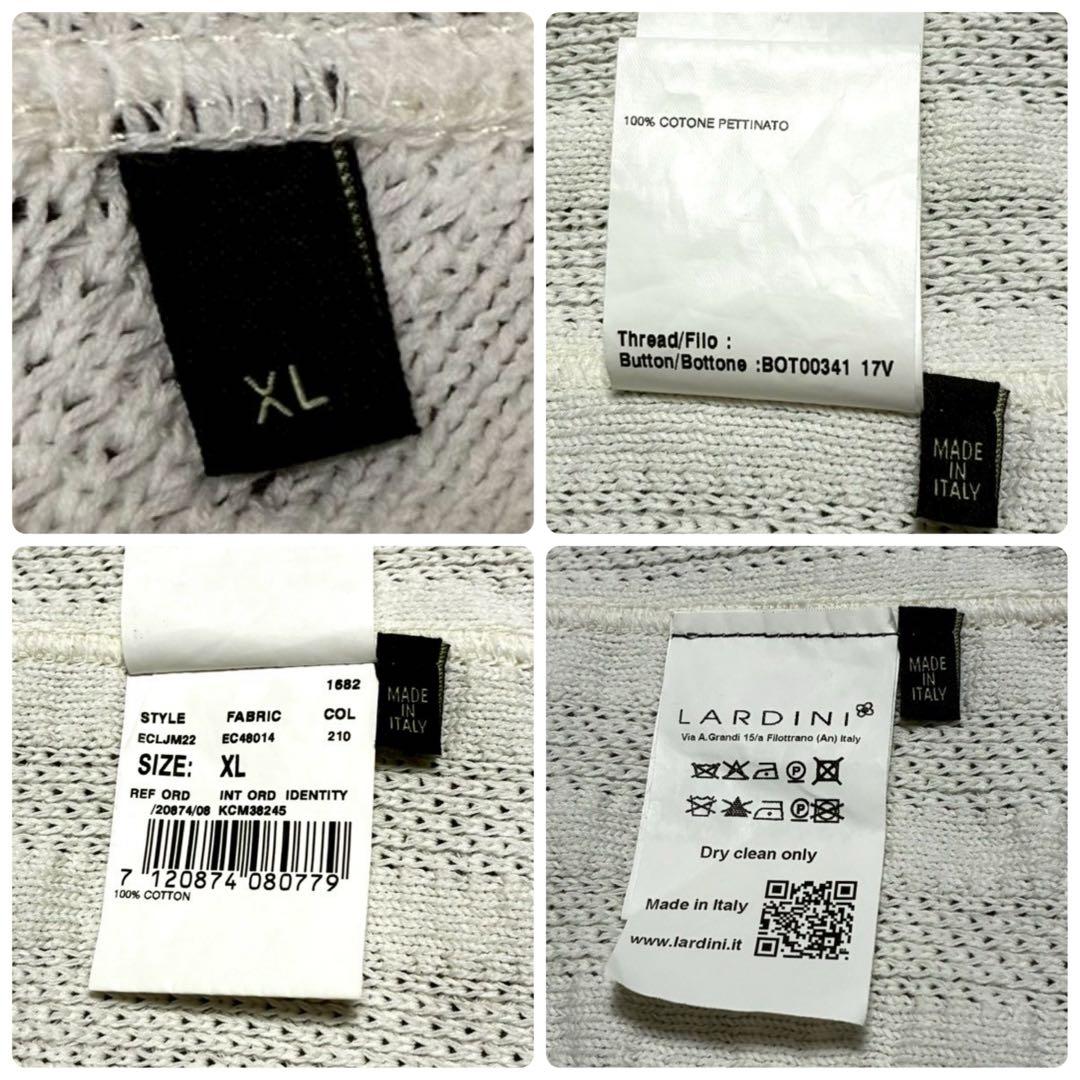 XL
100% COTONE PETTINATO
Thread/Filo :
Button/Bottone :BOT00341 17V
MADE
IN
ITALY
1682
STYLE FABRIC COL
ECLJM22 EC48014 210
SIZE: XL
REF ORD INT ORD IDENTITY
/20874/08 KCM38245
7 120874 080779
100% COTTON
MADE
IN
ITALY
LARDINI
Via A.Grandi 15/a Filottrano (An) Italy
P
P
Dry clean only
Made in Italy
www.lardini.it
MADE
IN
ITALY